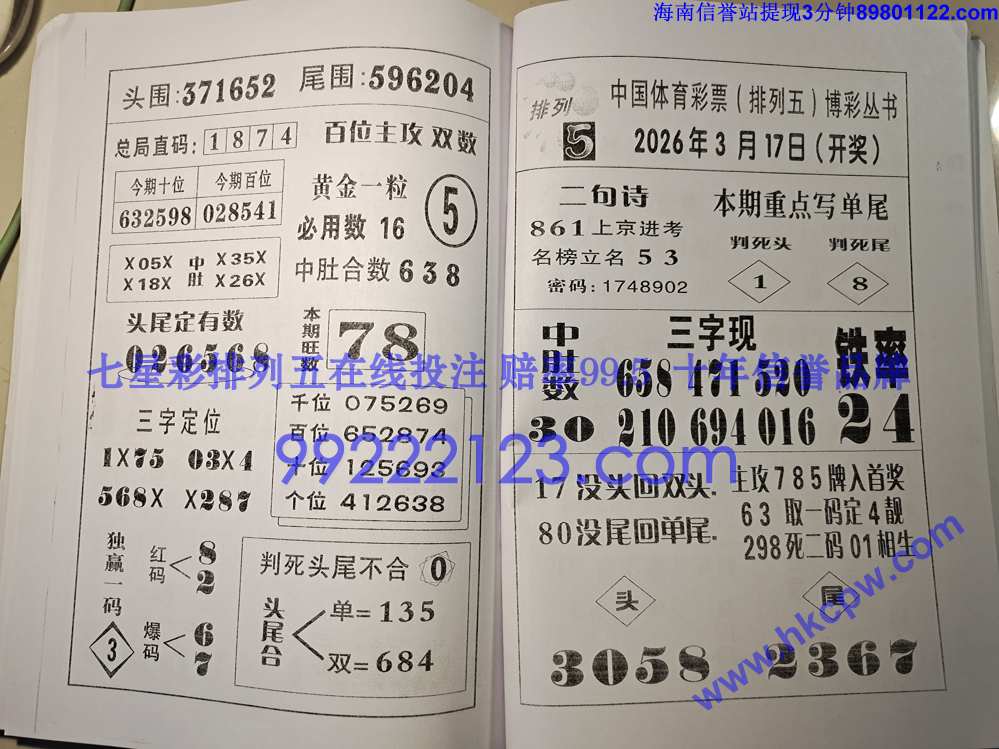 海南信誉站提现3分钟89801122.com
头围:371652 尾围:596204
总局直码: 1 8 7 4
百位主攻 双数
今期十位 今期百位
632598 028541
黄金一粒
必用数 16
5
中肚合数 6 3 8
X05X 中肚 X35X
X18X X26X
头尾定有数
026568
本期旺数
78
三字定位
1X75 03X4
568X X287
千位 075269
百位 652874
十位 125693
个位 412638
独赢一码
3
红码 8 2
爆码 6 7
判死头尾不合 0
头尾合
单=135
双=684
排列
5
中国体育彩票(排列五)博彩丛书
2026年3月17日(开奖)
二句诗
861上京进考
名榜立名 5 3
密码:1748902
本期重点写单尾
判死头 判死尾
1 8
中肚数
30
三字现
658 471 520
210 694 016
铁率
24
17没头回双头.
80没尾回单尾.
主攻785牌入首奖
63取一码定4靓
298死二码01相生
头 尾
3058 2367
七星彩排列五在线投注 赔率99.5 十年信誉品牌
99222123.com
www.hkcpw.com